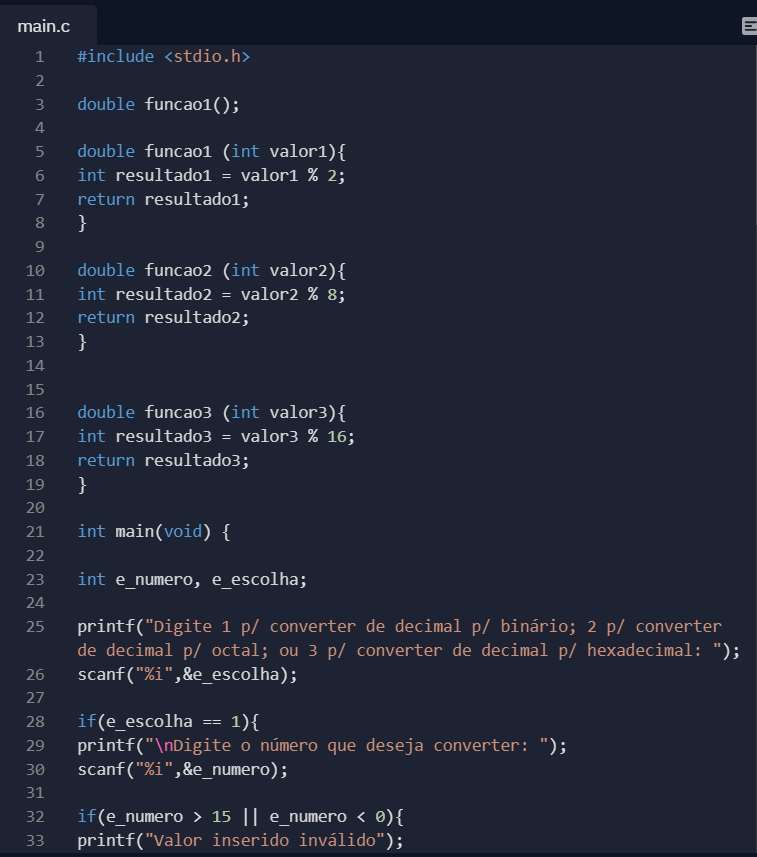 main.c
1 #include <stdio.h>
2
3 double funcao1();
4
5 double funcao1 (int valor1){
6 int resultado1 = valor1 % 2;
7 return resultado1;
8 }
9
10 double funcao2 (int valor2){
11 int resultado2 = valor2 % 8;
12 return resultado2;
13 }
14
15
16 double funcao3 (int valor3){
17 int resultado3 = valor3 % 16;
18 return resultado3;
19 }
20
21 int main(void) {
22
23 int e_numero, e_escolha;
24
25 printf("Digite 1 p/ converter de decimal p/ binário; 2 p/ converter
de decimal p/ octal; ou 3 p/ converter de decimal p/ hexadecimal: ");
26 scanf("%i",&e_escolha);
27
28 if(e_escolha == 1){
29 printf("\nDigite o número que deseja converter: ");
30 scanf("%i",&e_numero);
31
32 if(e_numero > 15 || e_numero < 0){
33 printf("Valor inserido inválido");